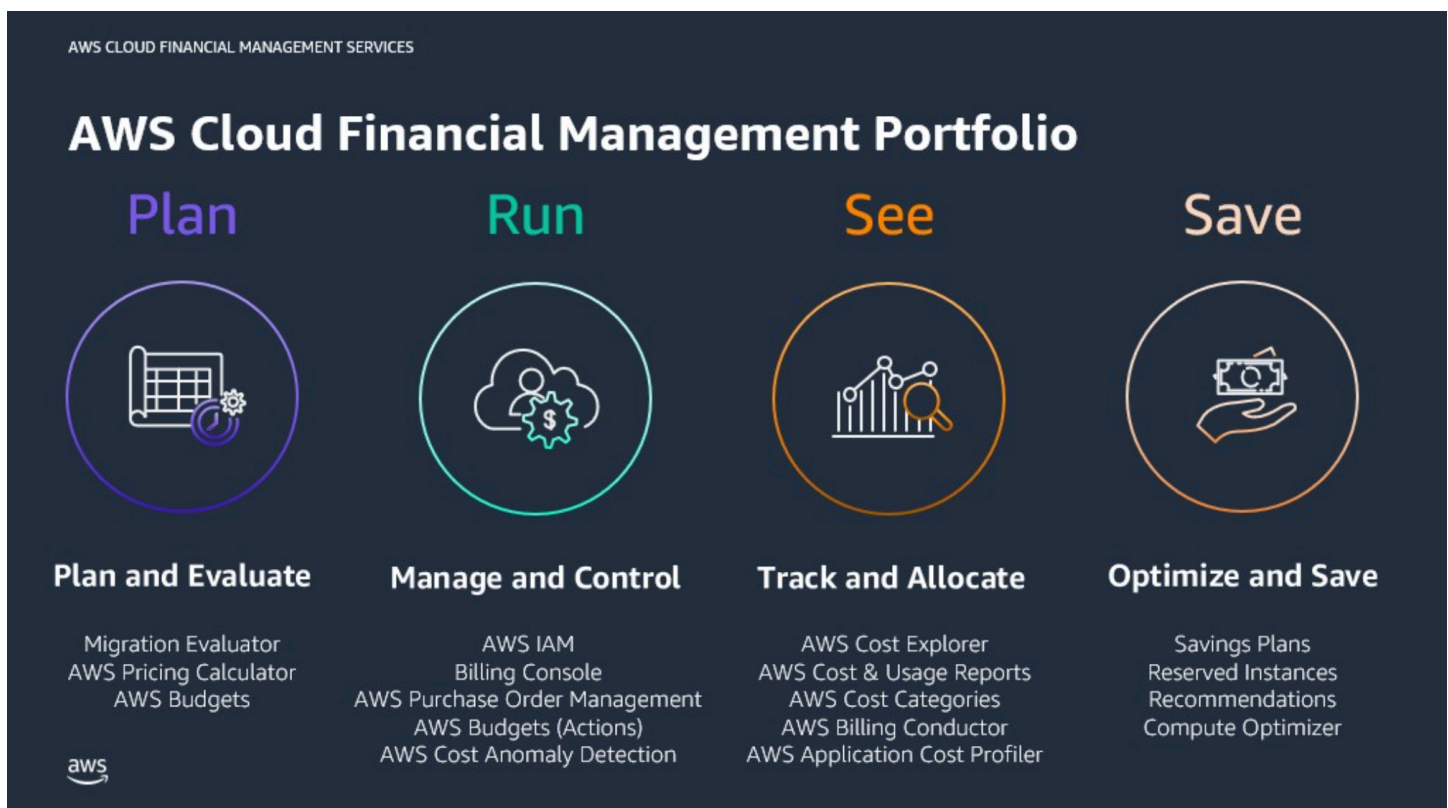 AWS CLOUD FINANCIAL MANAGEMENT SERVICES
AWS Cloud Financial Management Portfolio
Plan
Run
See
Save
$
Plan and Evaluate
Migration Evaluator
AWS Pricing Calculator
AWS Budgets
Manage and Control
AWS IAM
Billing Console
AWS Purchase Order Management
AWS Budgets (Actions)
AWS Cost Anomaly Detection
Track and Allocate
AWS Cost Explorer
AWS Cost & Usage Reports
AWS Cost Categories
AWS Billing Conductor
AWS Application Cost Profiler
Optimize and Save
Savings Plans
Reserved Instances
Recommendations
Compute Optimizer
aws